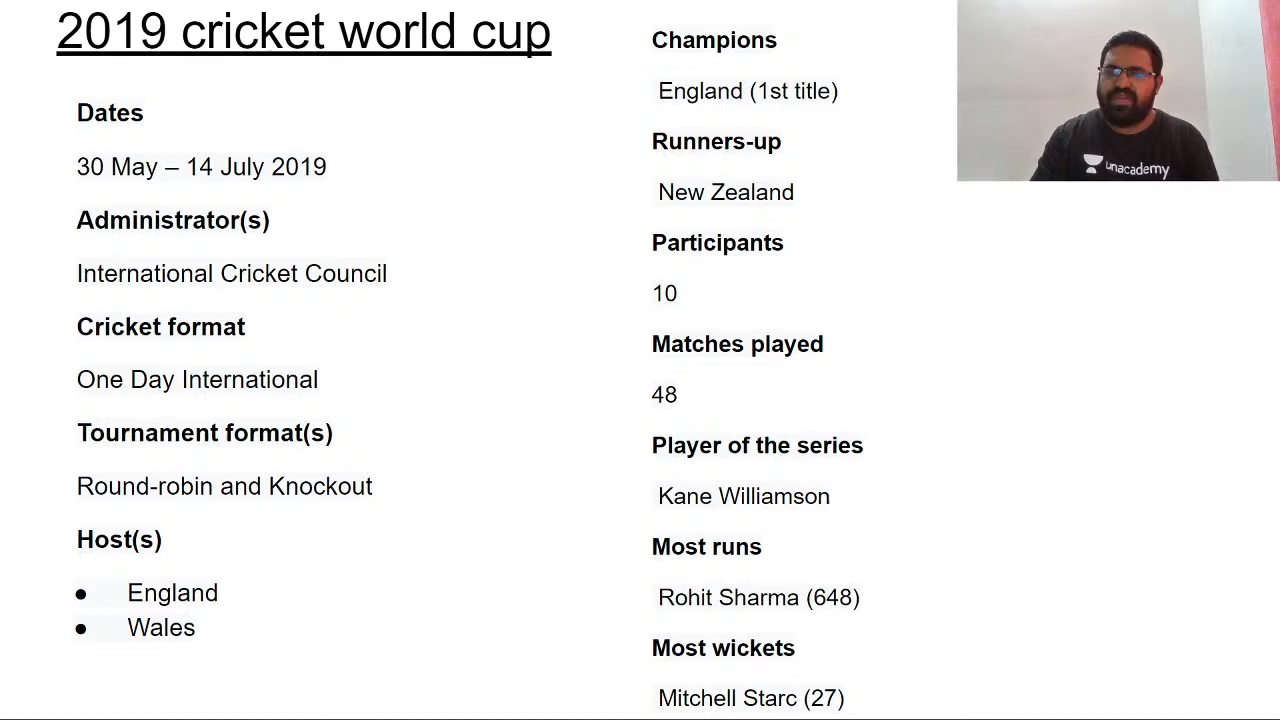 2019 cricket world cup
Dates
30 May – 14 July 2019
Administrator(s)
International Cricket Council
Cricket format
One Day International
Tournament format(s)
Round-robin and Knockout
Host(s)
● England
● Wales
Champions
England (1st title)
Runners-up
New Zealand
Participants
10
Matches played
48
Player of the series
Kane Williamson
Most runs
Rohit Sharma (648)
Most wickets
Mitchell Starc (27)
unacademy